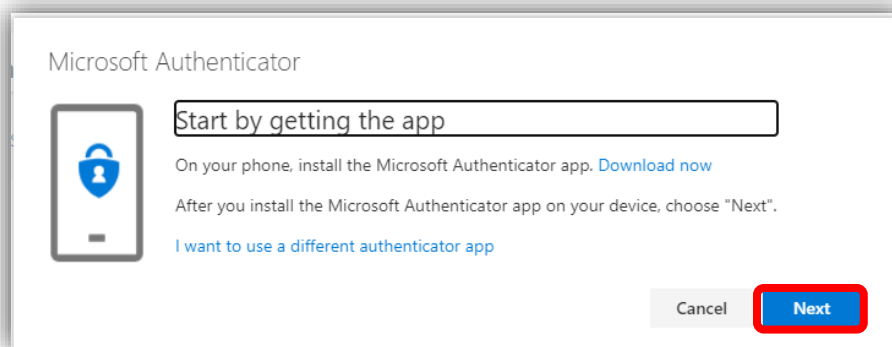 Microsoft Authenticator
Start by getting the app
On your phone, install the Microsoft Authenticator app. Download now
After you install the Microsoft Authenticator app on your device, choose "Next".
I want to use a different authenticator app
Cancel
Next